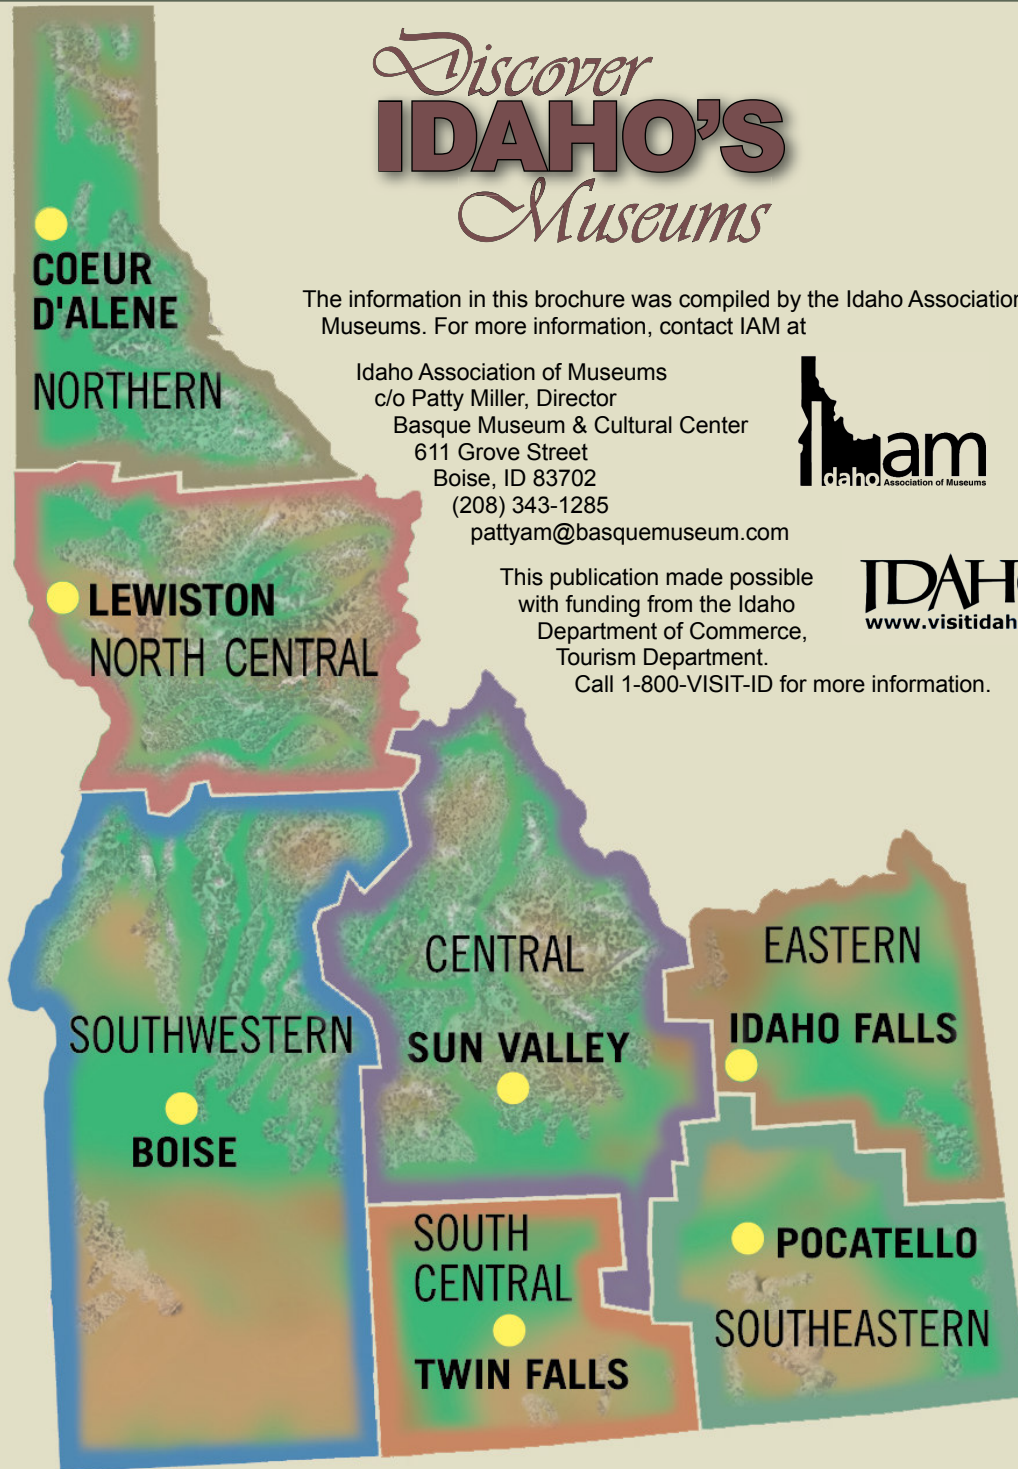 Discover
IDAHO'S
Museums
The information in this brochure was compiled by the Idaho Association
Museums. For more information, contact IAM at
Idaho Association of Museums
c/o Patty Miller, Director
Basque Museum & Cultural Center
611 Grove Street
Boise, ID 83702
(208) 343-1285
pattyam@basquemuseum.com
Idaho am
Association of Museums
This publication made possible
with funding from the Idaho
Department of Commerce,
Tourism Department.
Call 1-800-VISIT-ID for more information.
IDAHO
www.visitidah
COEUR
D'ALENE
NORTHERN
LEWISTON
NORTH CENTRAL
CENTRAL
SUN VALLEY
EASTERN
IDAHO FALLS
SOUTHWESTERN
BOISE
SOUTH
CENTRAL
TWIN FALLS
POCATELLO
SOUTHEASTERN